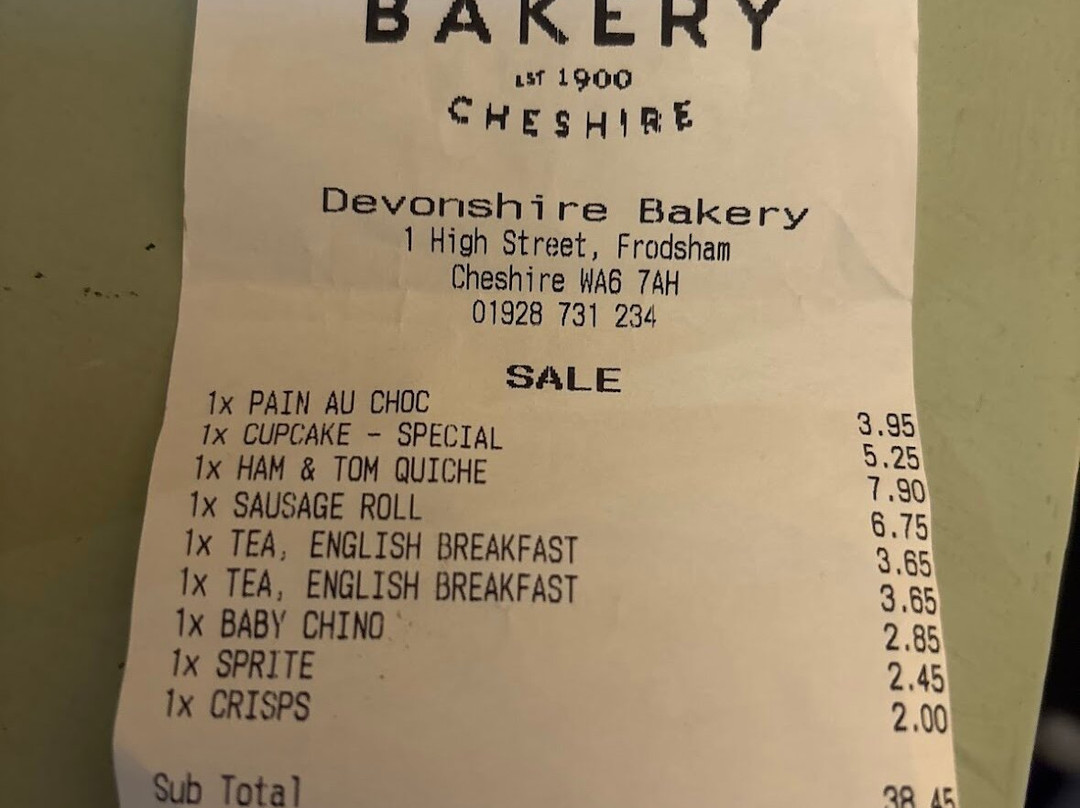 BAKERY
EST 1900
CHESHIRE
Devonshire Bakery
1 High Street, Frodsham
Cheshire WA6 7AH
01928 731 234
SALE
1x PAIN AU CHOC 3.95
1x CUPCAKE - SPECIAL 5.25
1x HAM & TOM QUICHE 7.90
1x SAUSAGE ROLL 6.75
1x TEA, ENGLISH BREAKFAST 3.65
1x TEA, ENGLISH BREAKFAST 3.65
1x BABY CHINO 2.85
1x SPRITE 2.45
1x CRISPS 2.00
Sub Total 38.45